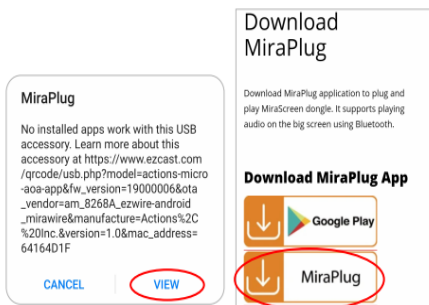 MiraPlug
No installed apps work with this USB
accessory. Learn more about this
accessory at https://www.ezcast.com
/qrcode/usb.php?model=actions-micro
-aoa-app&fw_version=19000006&ota
_vendor=am_8268A_ezwire-android
_mirawire&manufacture=Actions%2C
%20Inc.&version=1.0&mac_address=
64164D1F
CANCEL
VIEW
Download
MiraPlug
Download MiraPlug application to plug and
play MiraScreen dongle. It supports playing
audio on the big screen using Bluetooth.
Download MiraPlug App
Google Play
MiraPlug